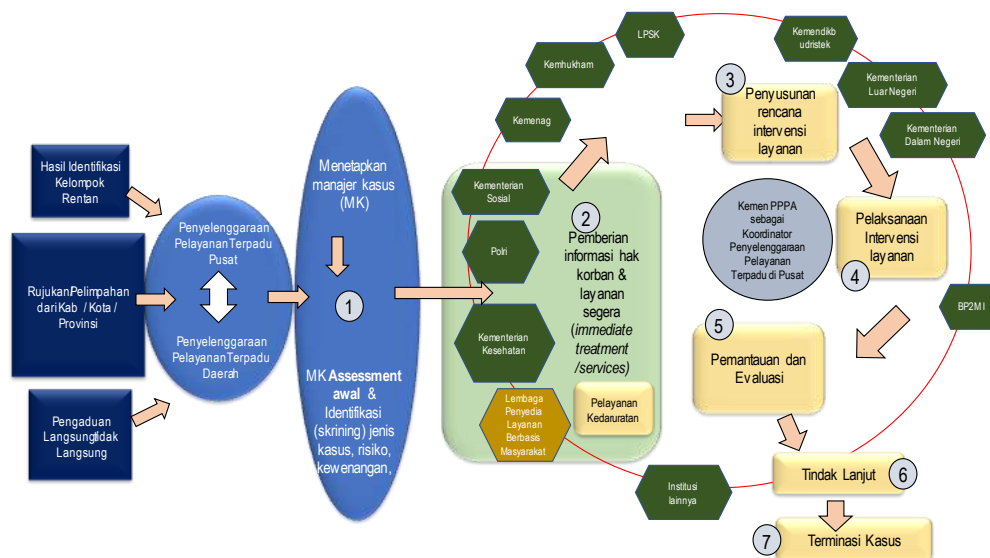 Hasil Identifikasi
Kelompok
Rentan
Rujukan Pelimpahan
dari Kab / Kota /
Provinsi
Pengaduan
Langsung/tidak
Langsung
Penyelenggaraan
Pelayanan Terpadu
Pusat
Penyelenggaraan
Pelayanan Terpadu
Daerah
Menetapkan
manajer kasus
(MK)
1
MK Assessment
awal &
Identifikasi
(skrining) jenis
kasus, risiko,
kewenangan,
LPSK
Kemhukham
Kemenag
Kementerian
Sosial
Polri
Kementerian
Kesehatan
Lembaga
Penyedia
Layanan
Berbasis
Masyarakat
2
Pemberian
informasi hak
korban &
layanan
segera
(immediate
treatment
/services)
Pelayanan
Kedaruratan
Institusi
lainnya
Kemendikb
udristek
Kementerian
Luar Negeri
Kementerian
Dalam Negeri
BP2MI
3
Penyusunan
rencana
intervensi
layanan
Kemen PPPA
sebagai
Koordinator
Penyelenggaraan
Pelayanan
Terpadu di Pusat
Pelaksanaan
Intervensi
layanan
4
5
Pemantauan dan
Evaluasi
Tindak Lanjut
6
7
Terminasi Kasus